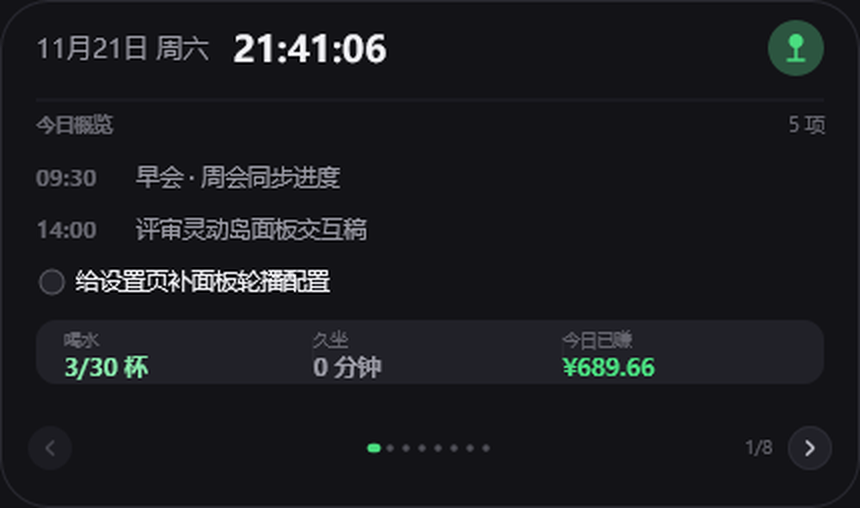 11月21日 周六 21:41:06
今日概览 5 项
09:30 早会 · 周会同步进度
14:00 评审灵动岛面板交互稿
给设置页补面板轮播配置
喝水 久坐 今日已赚
3/30 杯 0 分钟 ¥689.66
1/8